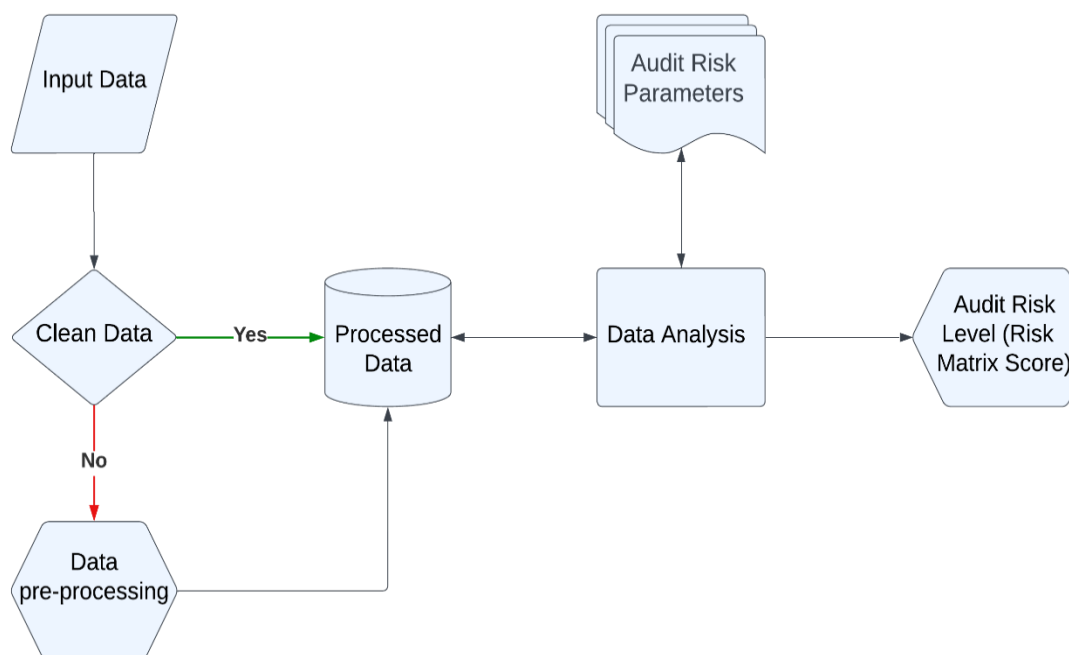 Input Data
Audit Risk
Parameters
Clean Data
Yes
Processed
Data
Data Analysis
Audit Risk
Level (Risk
Matrix Score)
No
Data
pre-processing